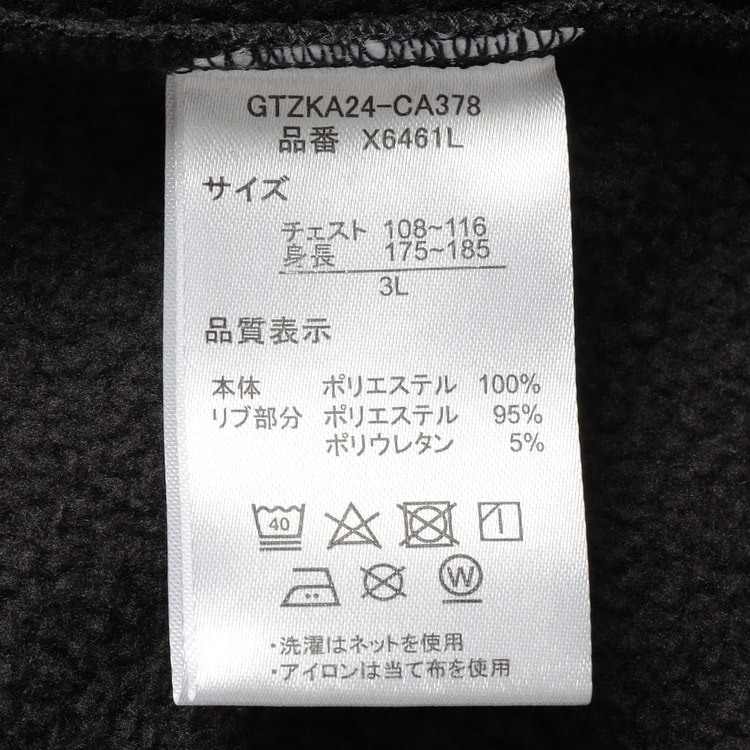 GTZKA24-CA378
品番 X6461L
サイズ
チェスト 108~116
身長 175~185
3L
品質表示
本体 ポリエステル 100%
リブ部分 ポリエステル 95%
ポリウレタン 5%
40
W
・洗濯はネットを使用
・アイロンは当て布を使用